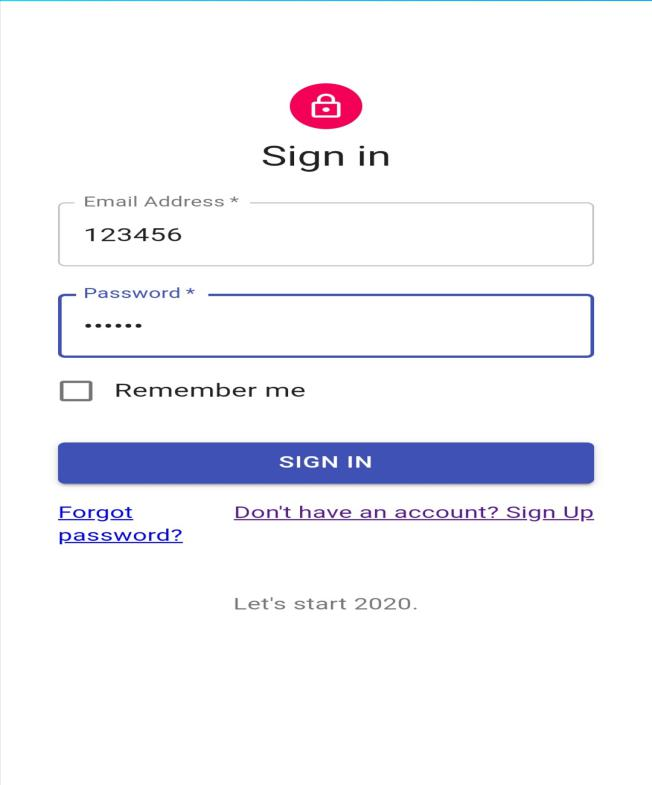 Sign in
Email Address *
123456
Password *
••••••
Remember me
SIGN IN
Forgot password?
Don't have an account? Sign Up
Let's start 2020.